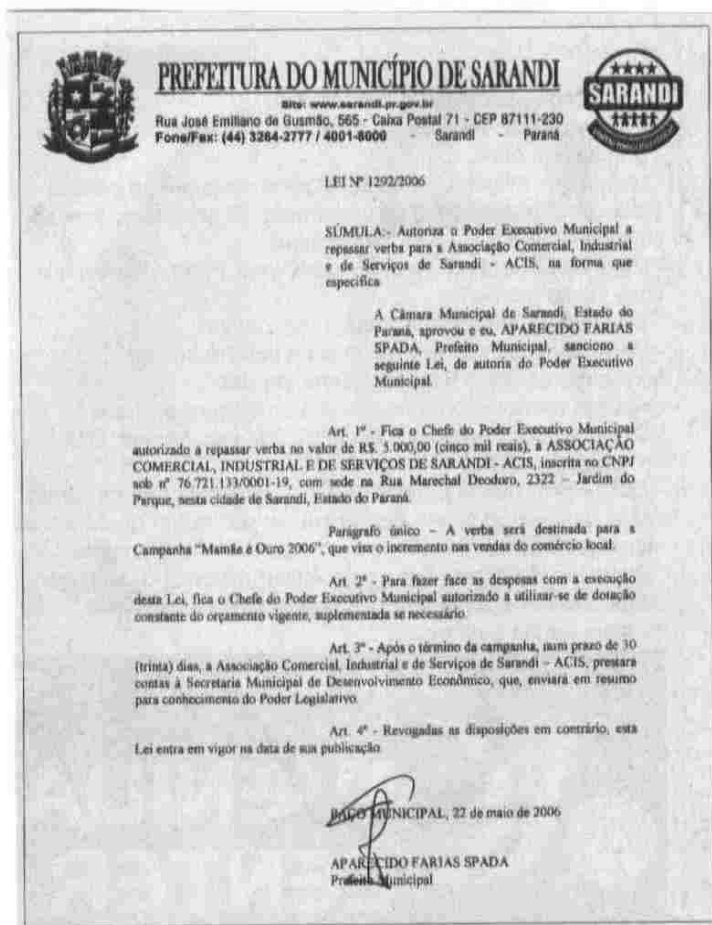 PREFEITURA DO MUNICÍPIO DE SARANDI
Site: www.sarandi.pr.gov.br
Rua José Emiliano de Gusmão, 565 - Caixa Postal 71 - CEP 87111-230
Fone/Fax: (44) 3264-2777 / 4001-8000 - Sarandi - Paraná
SARANDI
LEI Nº 1292/2006
SÚMULA:- Autoriza o Poder Executivo Municipal a
repassar verba para a Associação Comercial, Industrial
e de Serviços de Sarandi - ACIS, na forma que
especifica
A Câmara Municipal de Sarandi, Estado do
Paraná, aprovou e eu, APARECIDO FARIAS
SPADA, Prefeito Municipal, sanciono a
seguinte Lei, de autoria do Poder Executivo
Municipal.
Art. 1º - Fica o Chefe do Poder Executivo Municipal
autorizado a repassar verba no valor de R$. 5.000,00 (cinco mil reais), a ASSOCIAÇÃO
COMERCIAL, INDUSTRIAL E DE SERVIÇOS DE SARANDI - ACIS, inscrita no CNPJ
sob nº 76.721.133/0001-19, com sede na Rua Marechal Deodoro, 2322 – Jardim do
Parque, nesta cidade de Sarandi, Estado do Paraná.
Parágrafo único – A verba será destinada para a
Campanha "Mamãe é Ouro 2006", que visa o incremento nas vendas do comércio local.
Art. 2º - Para fazer face as despesas com a execução
desta Lei, fica o Chefe do Poder Executivo Municipal autorizado a utilizar-se de dotação
constante do orçamento vigente, suplementada se necessário.
Art. 3º - Após o término da campanha, num prazo de 30
(trinta) dias, a Associação Comercial, Industrial e de Serviços de Sarandi – ACIS, prestará
contas à Secretaria Municipal de Desenvolvimento Econômico, que, enviará em resumo
para conhecimento do Poder Legislativo.
Art. 4º - Revogadas as disposições em contrário, esta
Lei entra em vigor na data de sua publicação.
PAÇO MUNICIPAL, 22 de maio de 2006
APARECIDO FARIAS SPADA
Prefeito Municipal